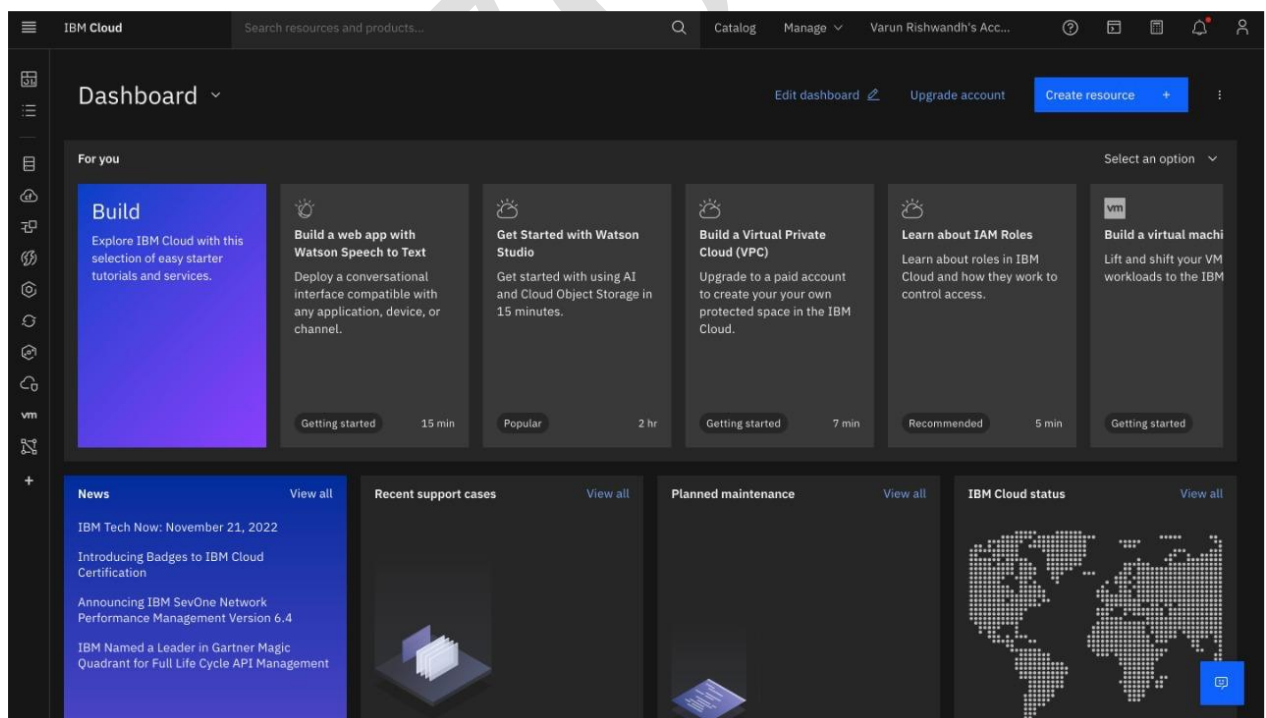 IBM Cloud
Search resources and products...
Catalog
Manage
Varun Rishwandh's Acc...
Dashboard
Edit dashboard
Upgrade account
Create resource +
For you
Select an option
Build
Explore IBM Cloud with this
selection of easy starter
tutorials and services.
Build a web app with
Watson Speech to Text
Deploy a conversational
interface compatible with
any application, device, or
channel.
Getting started
15 min
Get Started with Watson
Studio
Get started with using AI
and Cloud Object Storage in
15 minutes.
Popular
2 hr
Build a Virtual Private
Cloud (VPC)
Upgrade to a paid account
to create your your own
protected space in the IBM
Cloud.
Getting started
7 min
Learn about IAM Roles
Learn about roles in IBM
Cloud and how they work to
control access.
Recommended
5 min
vm
Build a virtual machi
Lift and shift your VM
workloads to the IBM
Getting started
vm
News
View all
IBM Tech Now: November 21, 2022
Introducing Badges to IBM Cloud
Certification
Announcing IBM SevOne Network
Performance Management Version 6.4
IBM Named a Leader in Gartner Magic
Quadrant for Full Life Cycle API Management
Recent support cases
View all
Planned maintenance
View all
IBM Cloud status
View all